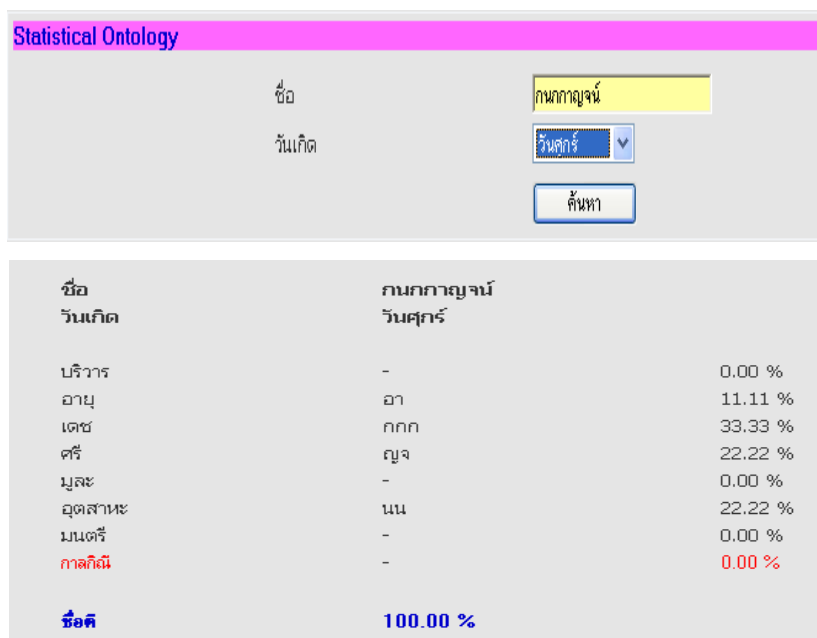 Statistical Ontology
ชื่อ กนกกาญจน์
วันเกิด วันศุกร์
ค้นหา
ชื่อ กนกกาญจน์
วันเกิด วันศุกร์
บริวาร - 0.00 %
อายุ อา 11.11 %
เดช กกก 33.33 %
ศรี ญจ 22.22 %
มูละ - 0.00 %
อุตสาหะ นน 22.22 %
มนตรี - 0.00 %
กาลกิณี - 0.00 %
ชื่อดี 100.00 %